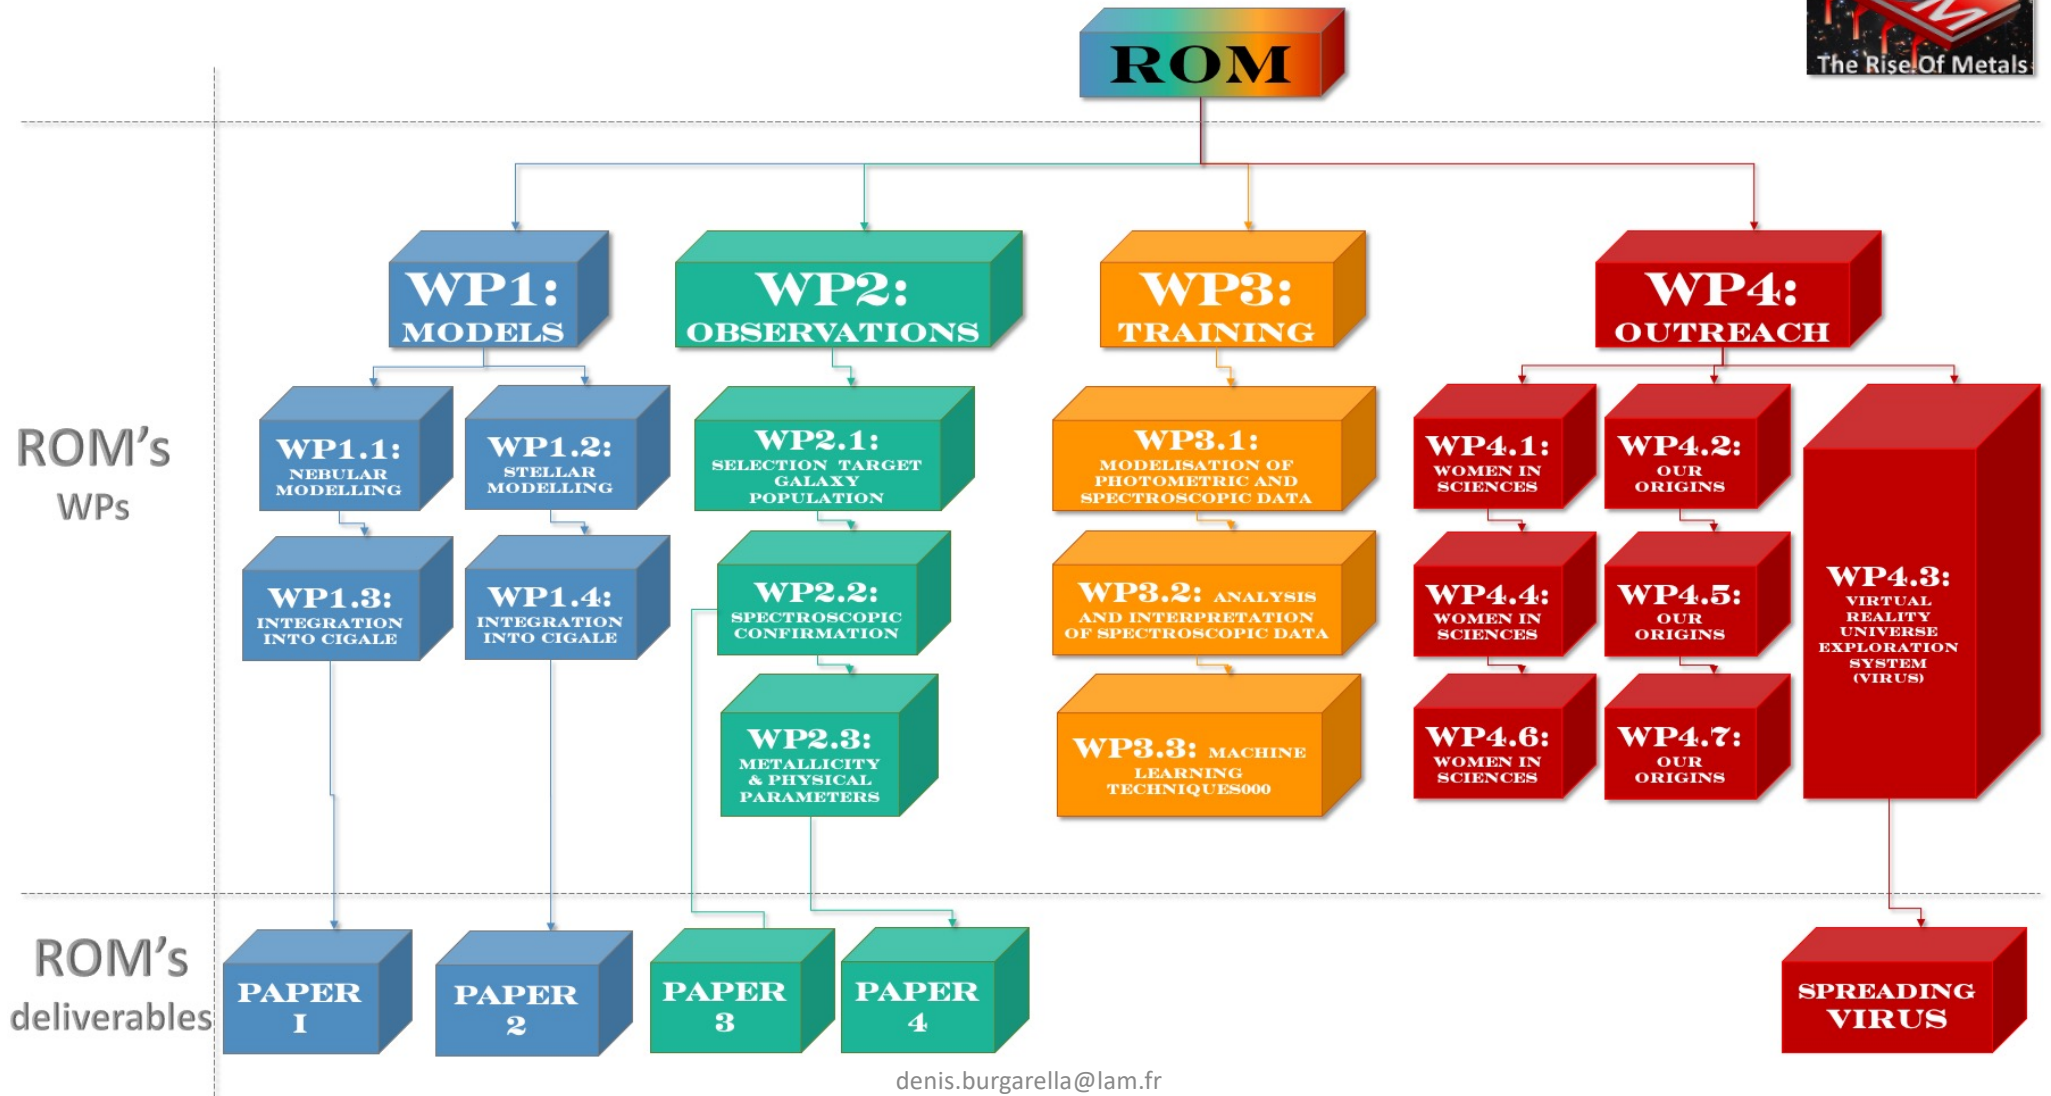 ROM
M
The Rise Of Metals
ROM's
WPs
WP1:
MODELS
WP2:
OBSERVATIONS
WP3:
TRAINING
WP4:
OUTREACH
WP1.1:
NEBULAR
MODELLING
WP1.2:
STELLAR
MODELLING
WP2.1:
SELECTION TARGET
GALAXY
POPULATION
WP3.1:
MODELISATION OF
PHOTOMETRIC AND
SPECTROSCOPIC DATA
WP4.1:
WOMEN IN
SCIENCES
WP4.2:
OUR
ORIGINS
WP4.3:
VIRTUAL
REALITY
UNIVERSE
EXPLORATION
SYSTEM
(VIRUS)
WP1.3:
INTEGRATION
INTO CIGALE
WP1.4:
INTEGRATION
INTO CIGALE
WP2.2:
SPECTROSCOPIC
CONFIRMATION
WP3.2: ANALYSIS
AND INTERPRETATION
OF SPECTROSCOPIC DATA
WP4.4:
WOMEN IN
SCIENCES
WP4.5:
OUR
ORIGINS
WP2.3:
METALLICITY
& PHYSICAL
PARAMETERS
WP3.3: MACHINE
LEARNING
TECHNIQUES000
WP4.6:
WOMEN IN
SCIENCES
WP4.7:
OUR
ORIGINS
ROM's
deliverables
PAPER
1
PAPER
2
PAPER
3
PAPER
4
SPREADING
VIRUS
denis.burgarella@lam.fr